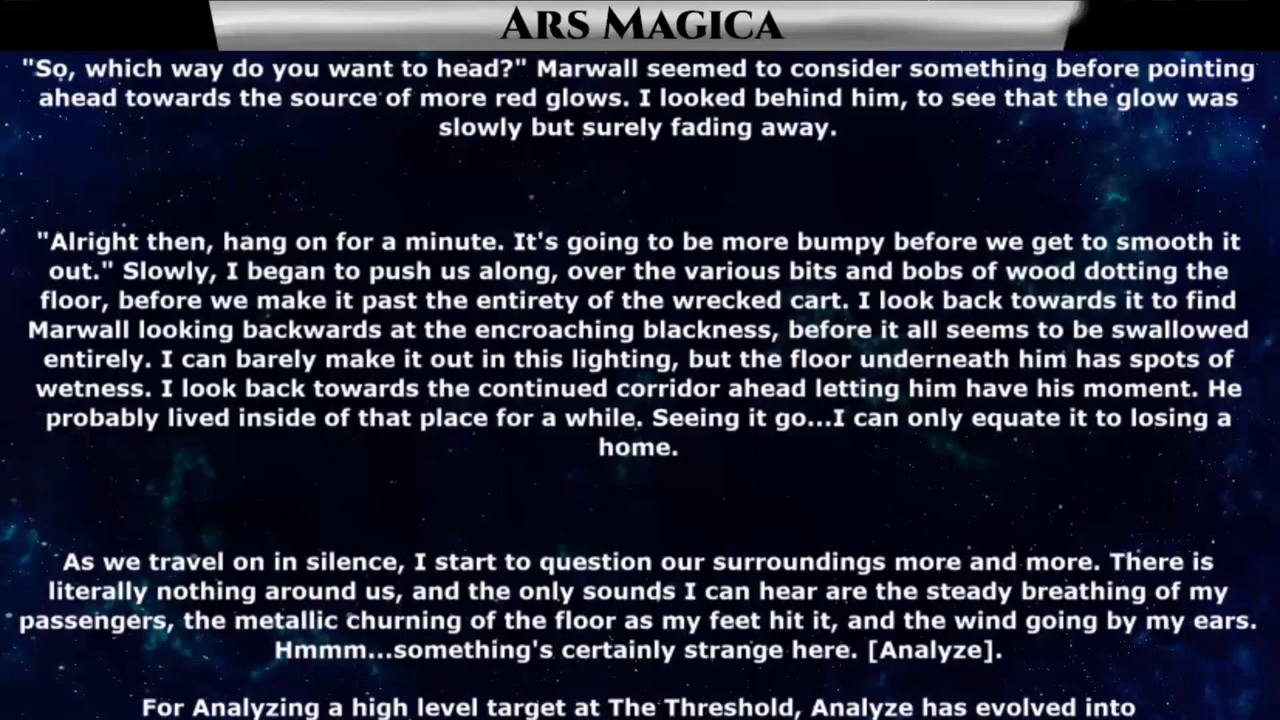 Ars Magica
"So, which way do you want to head?" Marwall seemed to consider something before pointing
ahead towards the source of more red glows. I looked behind him, to see that the glow was
slowly but surely fading away.
"Alright then, hang on for a minute. It's going to be more bumpy before we get to smooth it
out." Slowly, I began to push us along, over the various bits and bobs of wood dotting the
floor, before we make it past the entirety of the wrecked cart. I look back towards it to find
Marwall looking backwards at the encroaching blackness, before it all seems to be swallowed
entirely. I can barely make it out in this lighting, but the floor underneath him has spots of
wetness. I look back towards the continued corridor ahead letting him have his moment. He
probably lived inside of that place for a while. Seeing it go...I can only equate it to losing a
home.
As we travel on in silence, I start to question our surroundings more and more. There is
literally nothing around us, and the only sounds I can hear are the steady breathing of my
passengers, the metallic churning of the floor as my feet hit it, and the wind going by my ears.
Hmmm...something's certainly strange here. [Analyze].
For Analyzing a high level target at The Threshold, Analyze has evolved into